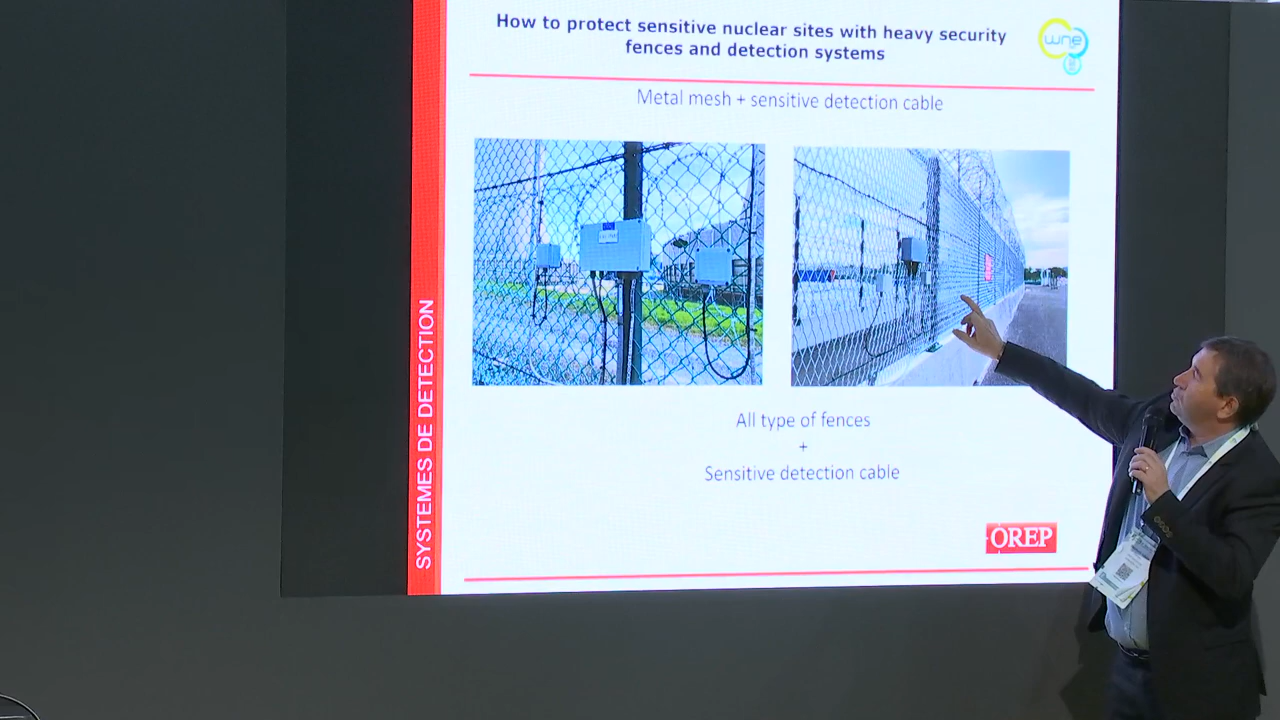 How to protect sensitive nuclear sites with heavy security
fences and detection systems
wne
Metal mesh + sensitive detection cable
All type of fences
+
Sensitive detection cable
SYSTEMES DE DETECTION
OREP